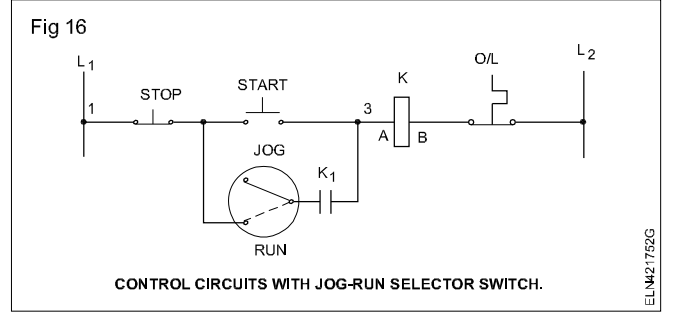 Fig 16
L1
L2
O/L
STOP
START
K
1
3
A
B
JOG
K1
RUN
CONTROL CIRCUITS WITH JOG-RUN SELECTOR SWITCH.
ELN421752G